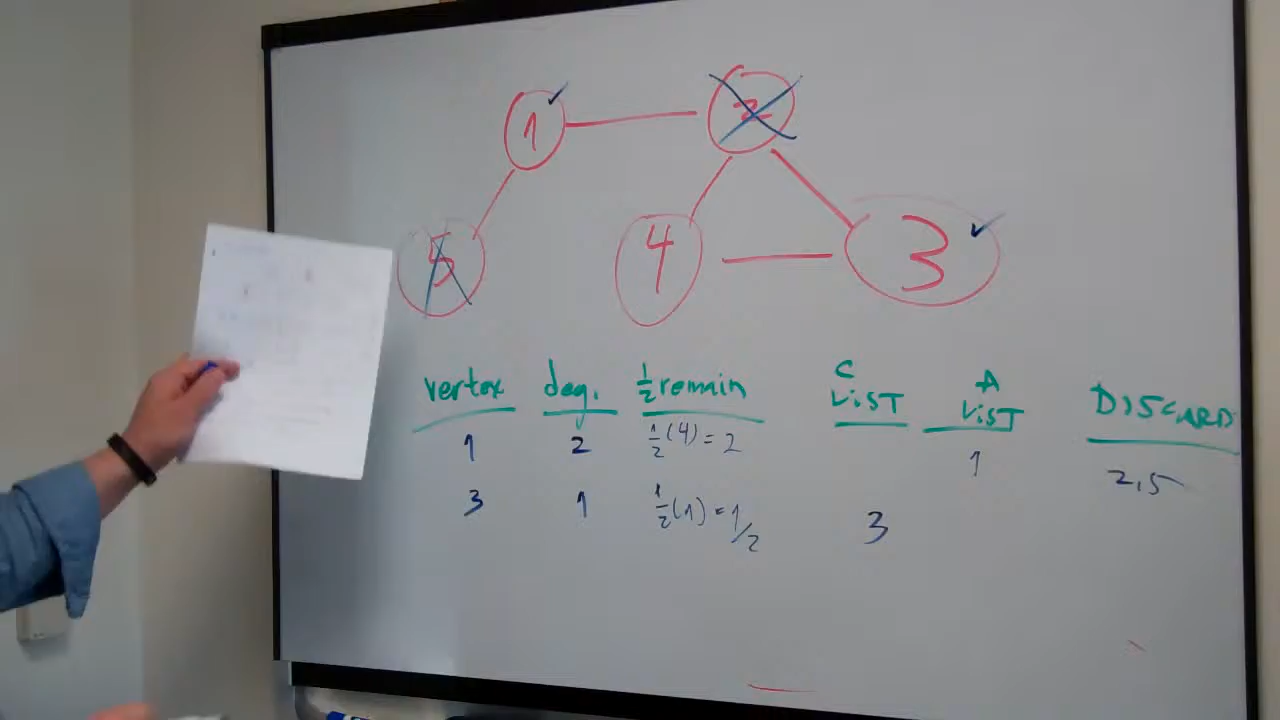 1 2
5 4 3
vertex deg. 1/2 remain C LIST A LIST DISCARD
1 2 1/2(4) = 2 1 2,5
3 1 1/2(1) = 1/2 3